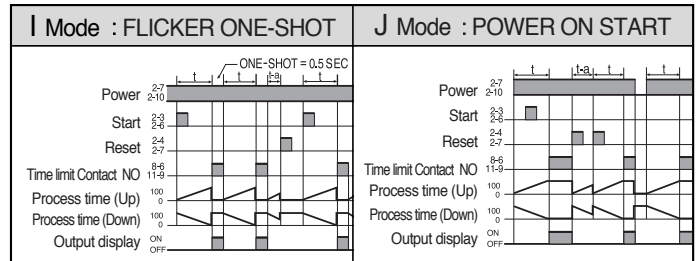 I Mode : FLICKER ONE-SHOT
ONE-SHOT = 0.5 SEC
t t t-a t
Power 2-7 2-10
Start 2-3 2-6
Reset 2-4 2-7
Time limit Contact NO 8-6 11-9
Process time (Up) 100 0
Process time (Down) 100 0
Output display ON OFF
J Mode : POWER ON START
t t-a t t
Power 2-7 2-10
Start 2-3 2-6
Reset 2-4 2-7
Time limit Contact NO 8-6 11-9
Process time (Up) 100 0
Process time (Down) 100 0
Output display ON OFF